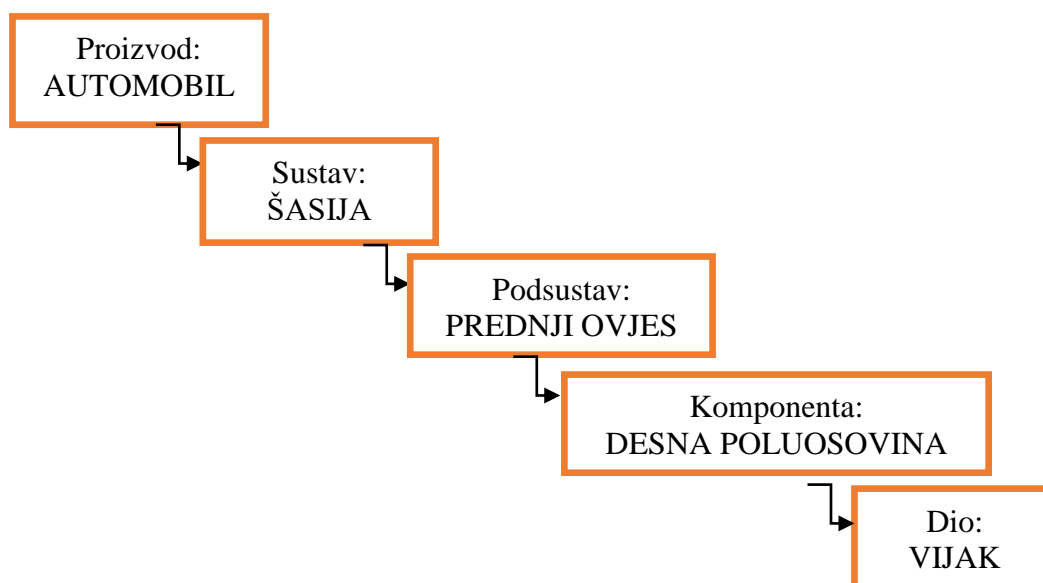 Proizvod:
AUTOMOBIL
Sustav:
ŠASIJA
Podsustav:
PREDNJI OVJES
Komponenta:
DESNA POLUOSOVINA
Dio:
VIJAK